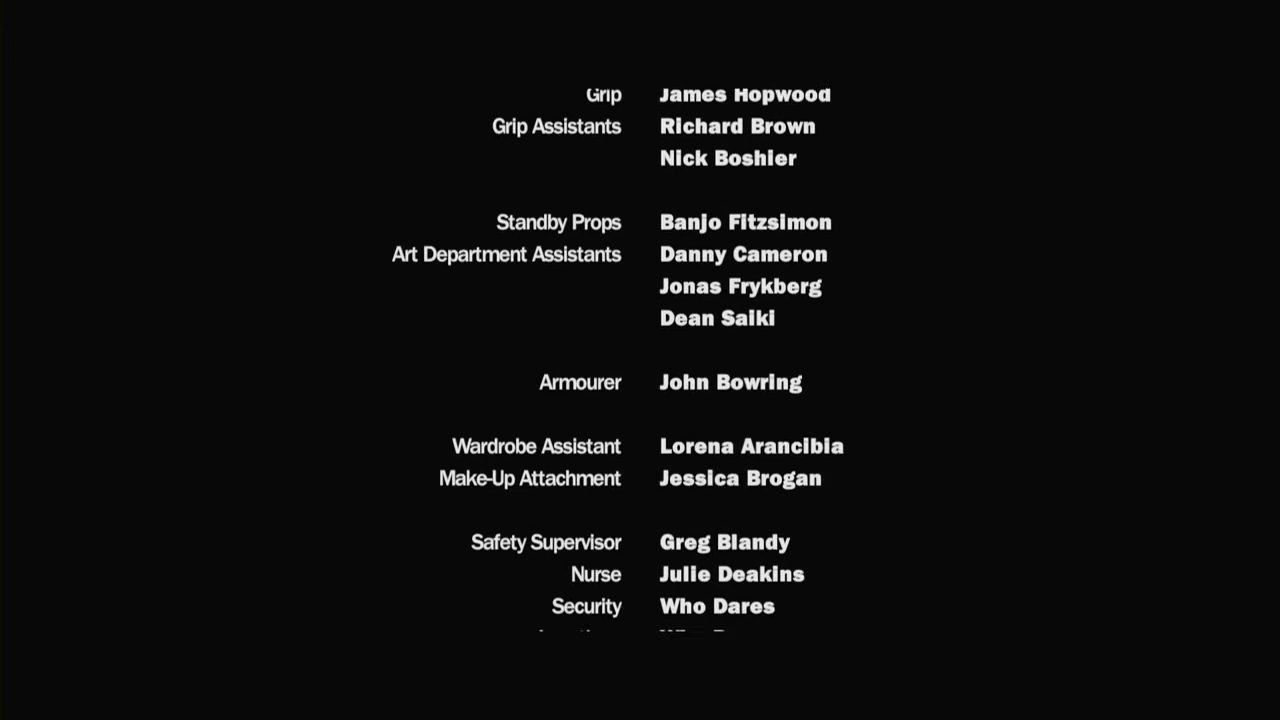 Grip James Hopwood
Grip Assistants Richard Brown
Nick Boshier
Standby Props Banjo Fitzsimon
Art Department Assistants Danny Cameron
Jonas Frykberg
Dean Saiki
Armourer John Bowring
Wardrobe Assistant Lorena Arancibia
Make-Up Attachment Jessica Brogan
Safety Supervisor Greg Blandy
Nurse Julie Deakins
Security Who Dares